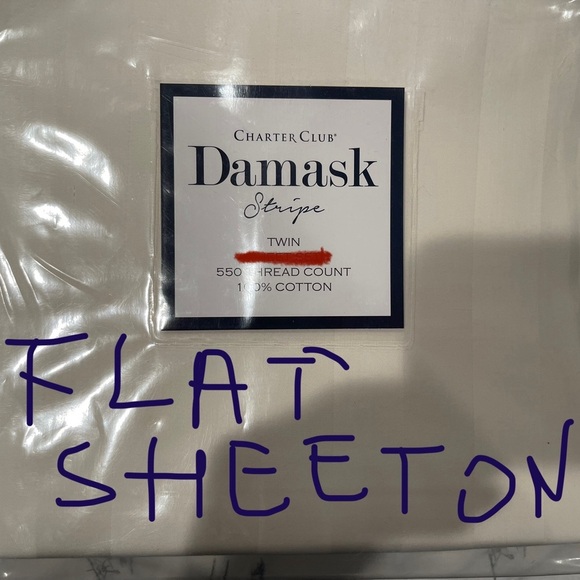 CHARTER CLUB®
Damask
Stripe
TWIN
550 THREAD COUNT
100% COTTON
FLAT
SHEETON